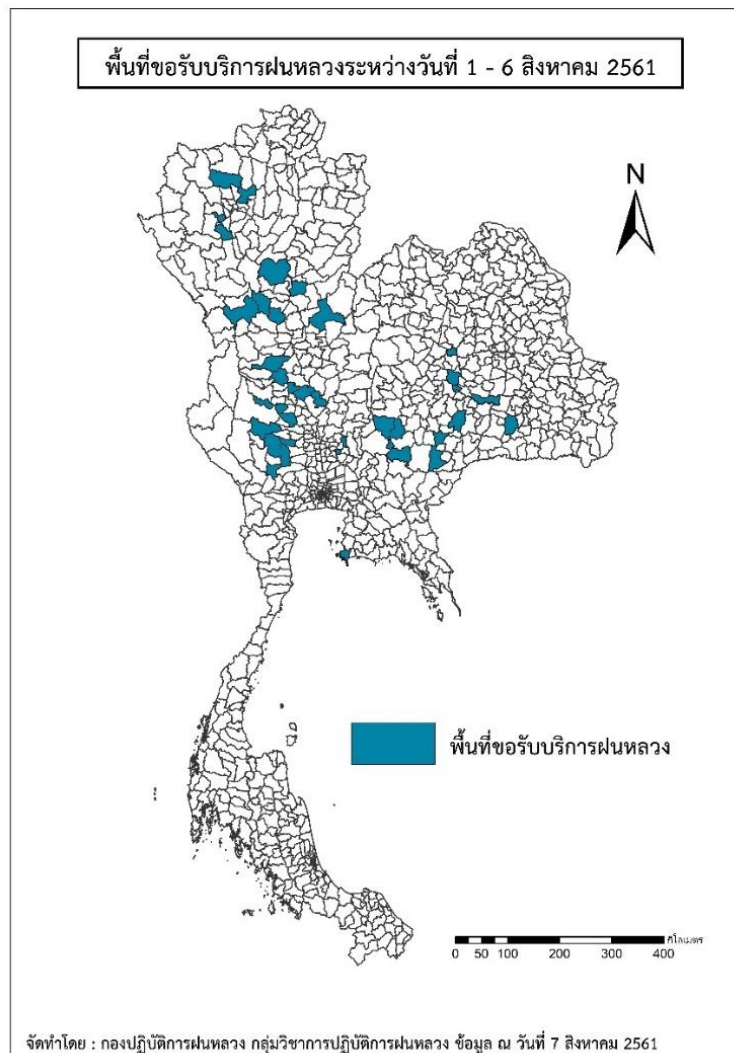 พื้นที่ขอรับบริการฝนหลวงระหว่างวันที่ 1 - 6 สิงหาคม 2561
N
พื้นที่ขอรับบริการฝนหลวง
กิโลเมตร
0 50 100 200 300 400
จัดทำโดย : กองปฏิบัติการฝนหลวง กลุ่มวิชาการปฏิบัติการฝนหลวง ข้อมูล ณ วันที่ 7 สิงหาคม 2561